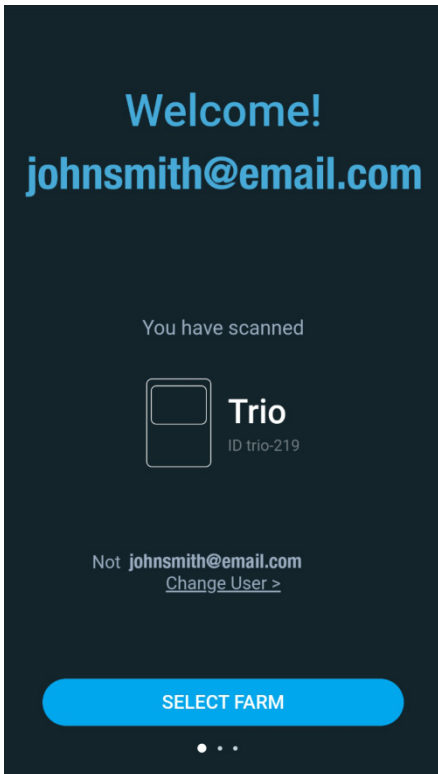 Welcome!
johnsmith@email.com
You have scanned
Trio
ID trio-219
Not johnsmith@email.com
Change User >
SELECT FARM